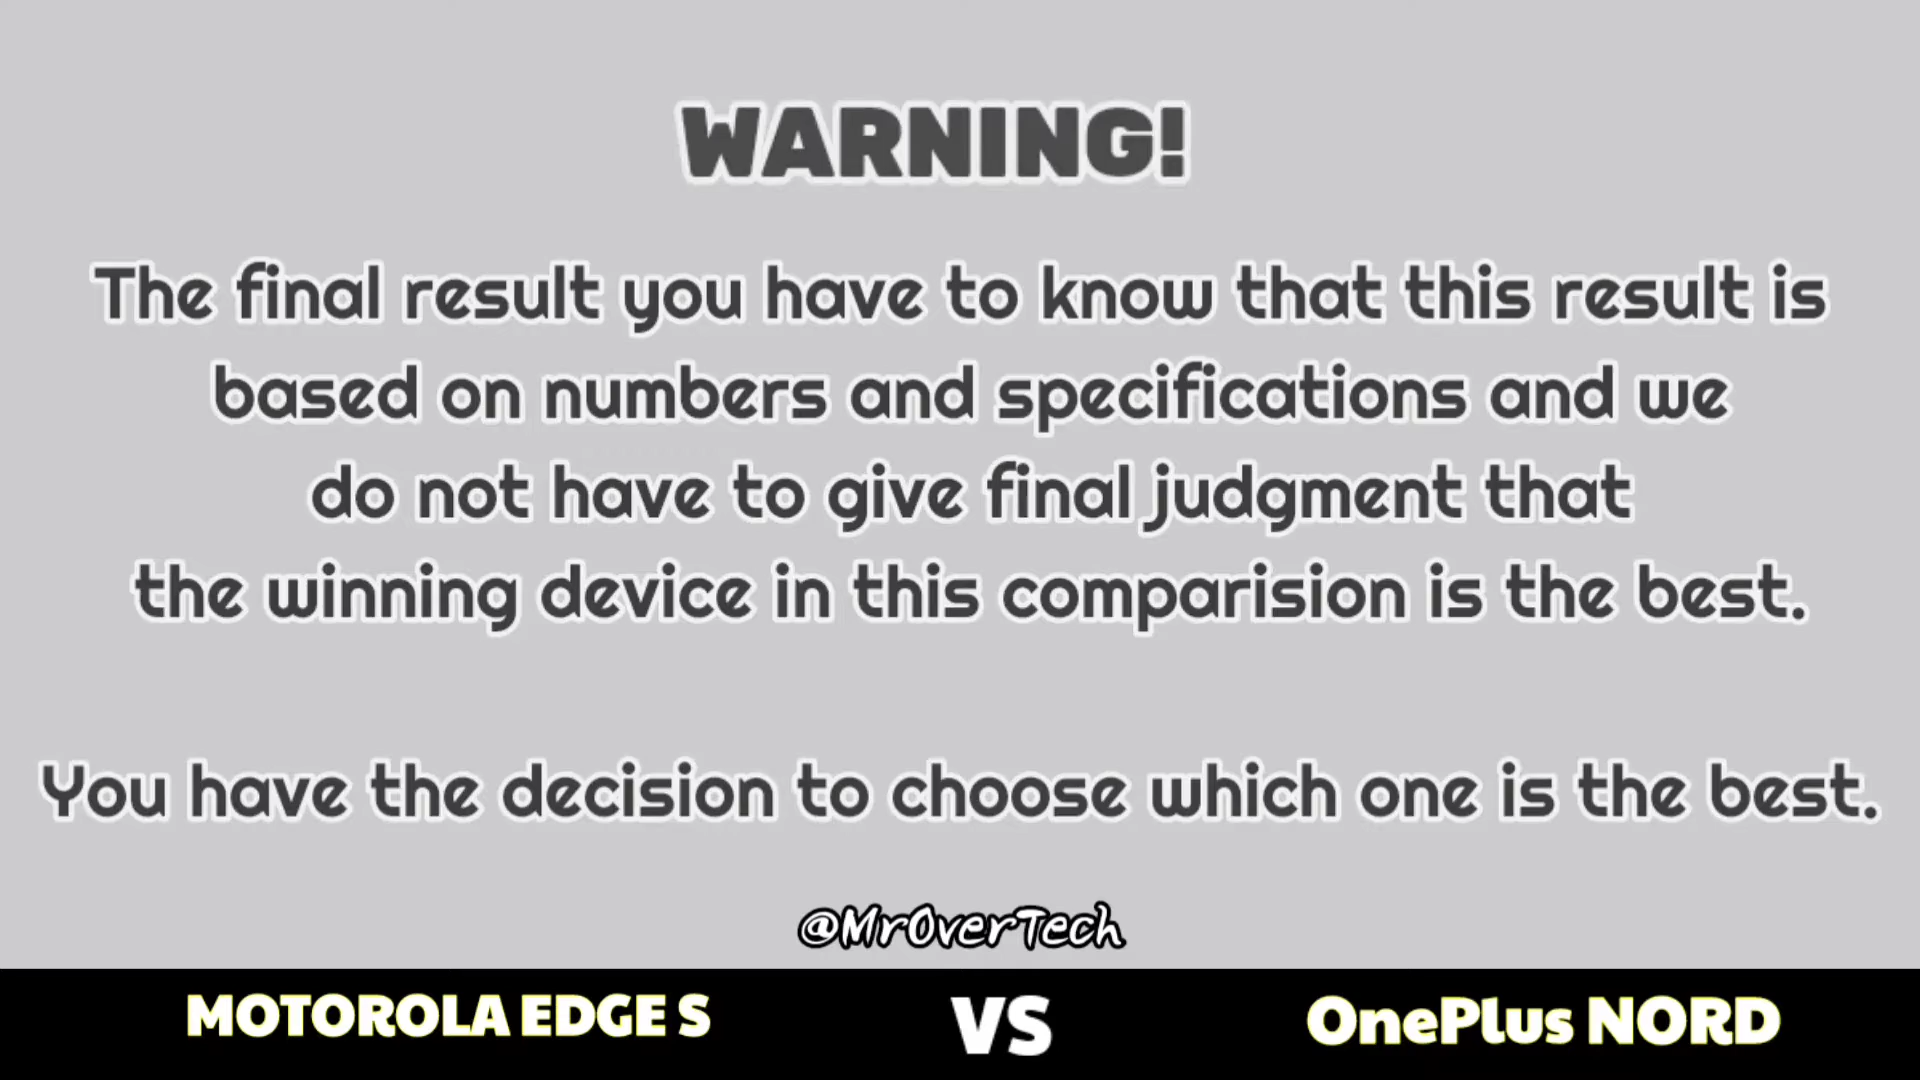 WARNING!
The final result you have to know that this result is
based on numbers and specifications and we
do not have to give final judgment that
the winning device in this comparision is the best.
You have the decision to choose which one is the best.
@MrOverTech
MOTOROLA EDGE S VS OnePlus NORD